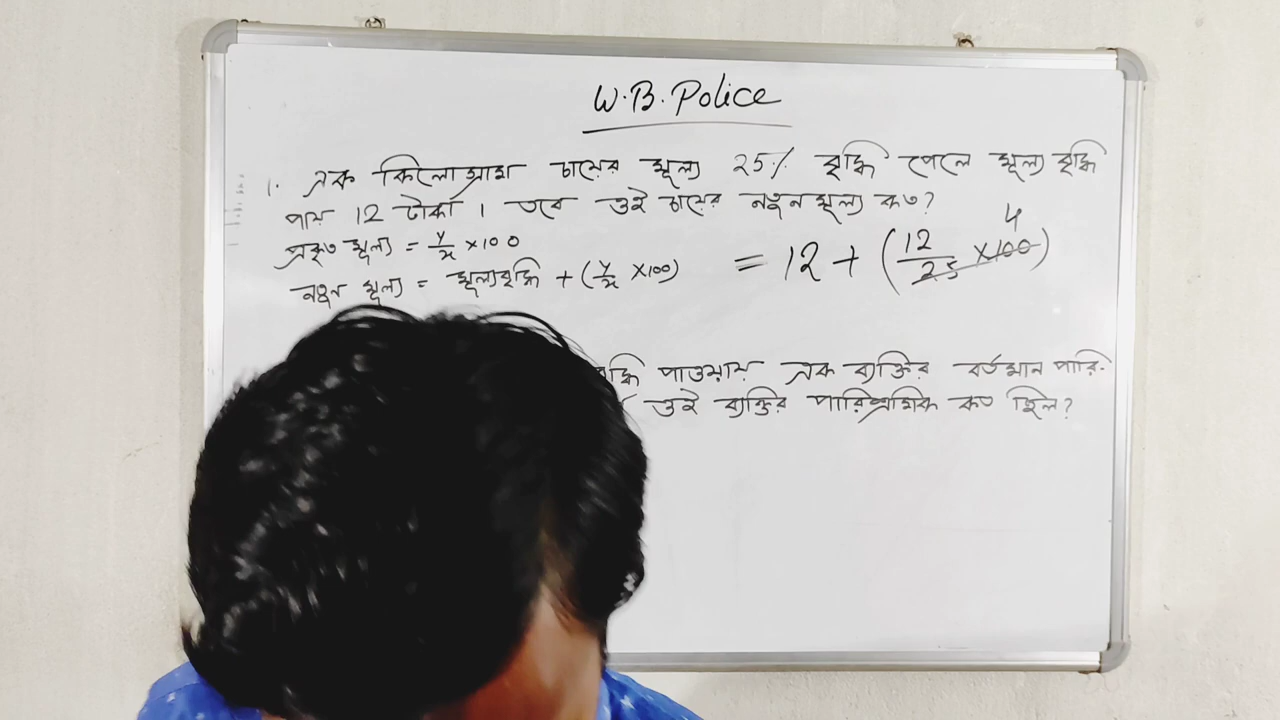 W.B. Police
1. এক কিলোগ্রাম চায়ের মূল্য 25% বৃদ্ধি পেলে মূল্য বৃদ্ধি
পায় 12 টাকা। তবে ওই চায়ের নতুন মূল্য কত?
প্রকৃত মূল্য = y/x × 100
নতুন মূল্য = মূল্যবৃদ্ধি + (y/x × 100) = 12 + (12/25 × 100) 4
বৃদ্ধি পাওয়ায় এক ব্যক্তির বর্তমান পারি-
ওই ব্যক্তির পারিশ্রমিক কত ছিল?